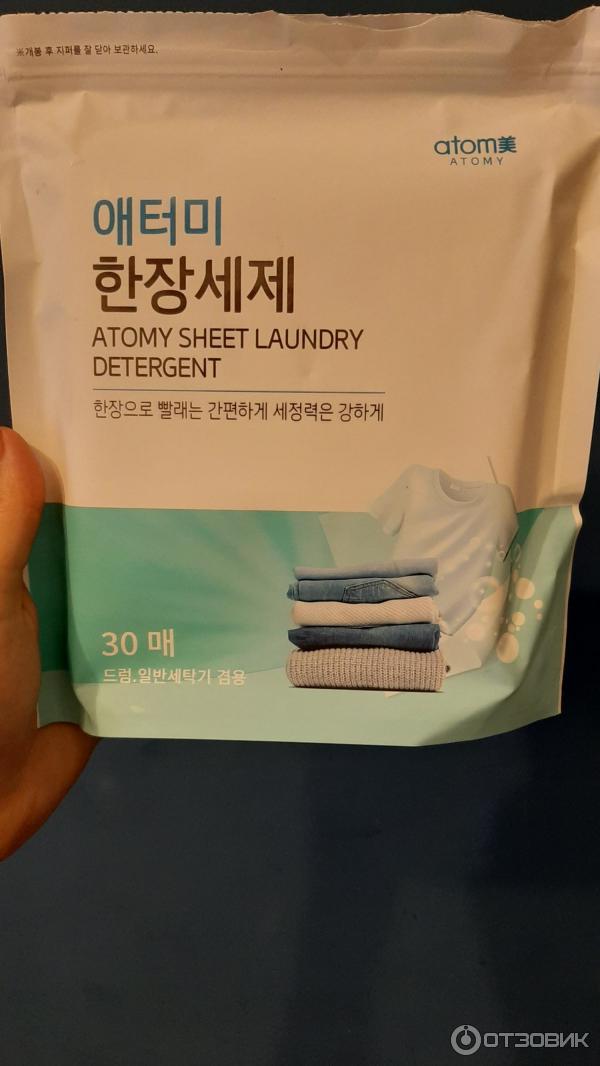 ※개봉 후 지퍼를 잘 닫아 보관하세요.
atom美
ATOMY
애터미
한장세제
ATOMY SHEET LAUNDRY
DETERGENT
한장으로 빨래는 간편하게 세정력은 강하게
30 매
드럼.일반세탁기 겸용
ОТЗОВИК